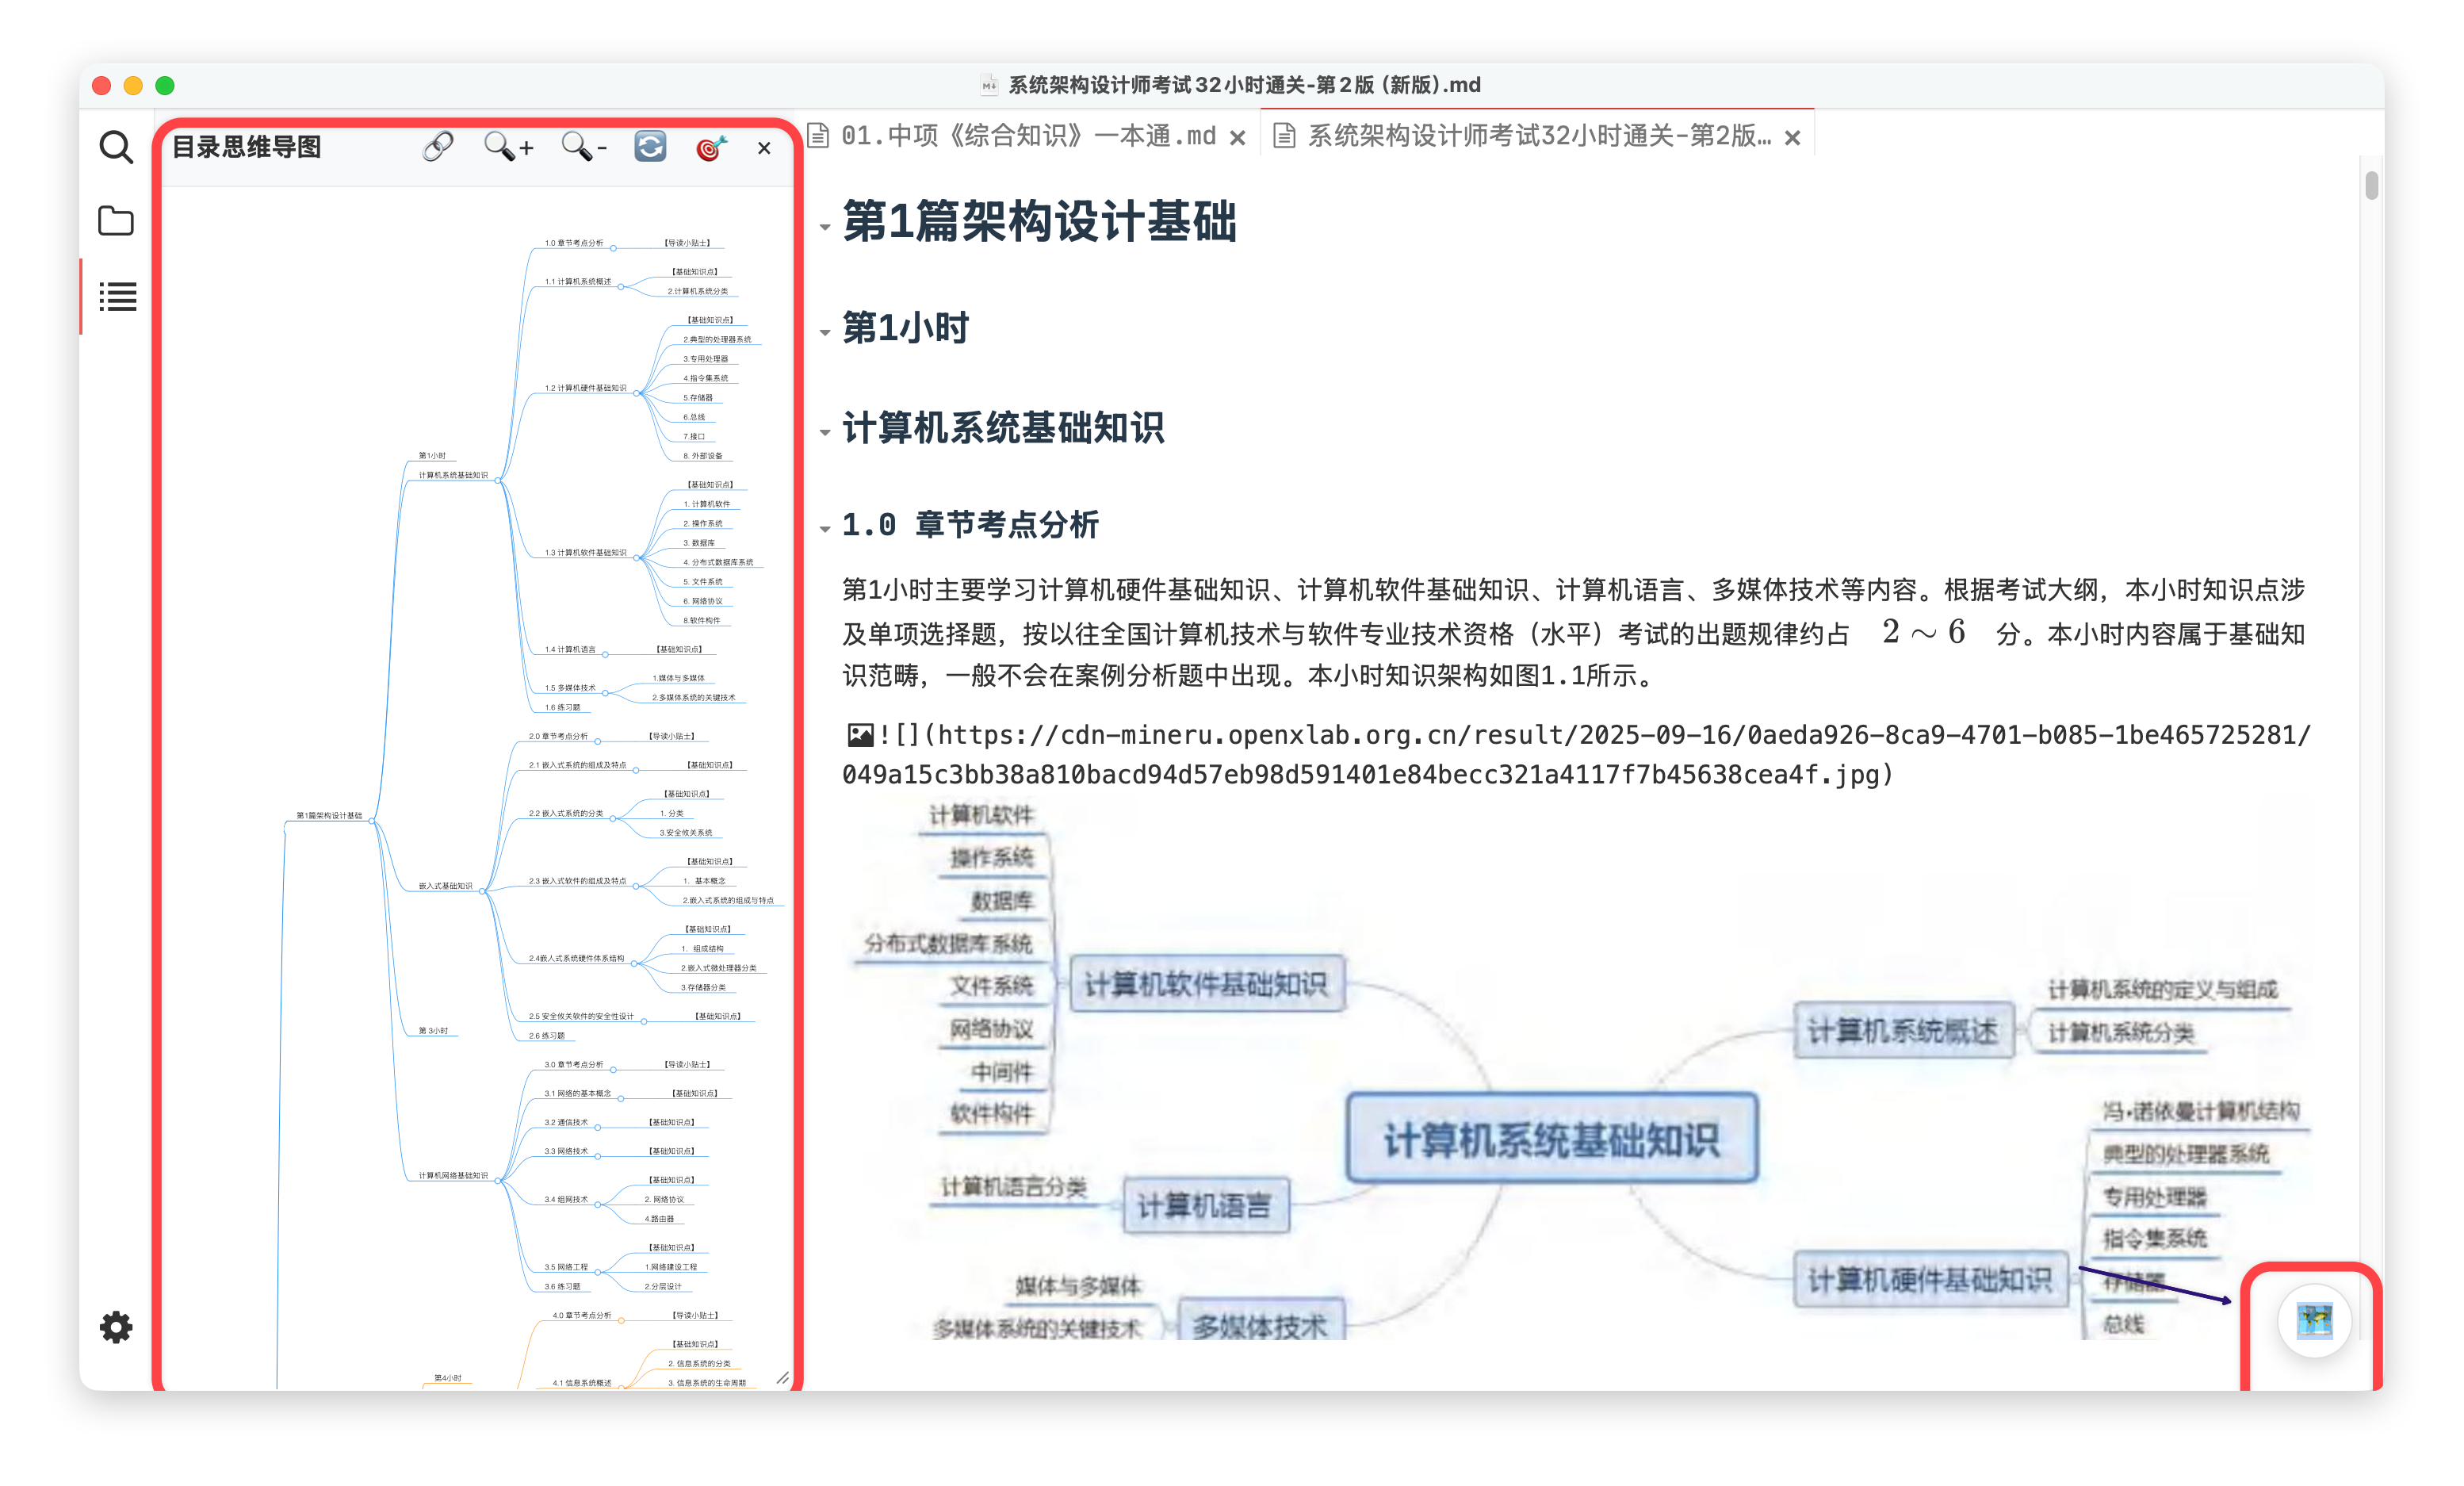 系统架构设计师考试32小时通关-第2版 (新版).md
目录思维导图
+
-
×
01.中项《综合知识》一本通.md ×
系统架构设计师考试32小时通关-第2版… ×
1.0 章节考点分析
【导读小贴士】
1.1 计算机系统概述
【基础知识点】
2.计算机系统分类
1.2 计算机硬件基础知识
【基础知识点】
2.典型的处理器系统
3.专用处理器
4.指令集系统
5.存储器
6.总线
7.接口
8. 外部设备
第1小时
计算机系统基础知识
1.3 计算机软件基础知识
【基础知识点】
1. 计算机软件
2. 操作系统
3. 数据库
4. 分布式数据库系统
5. 文件系统
6. 网络协议
8.软件构件
1.4 计算机语言
【基础知识点】
1.5 多媒体技术
1.媒体与多媒体
2.多媒体系统的关键技术
1.6 练习题
第1篇架构设计基础
2.0 章节考点分析
【导读小贴士】
2.1 嵌入式系统的组成及特点
【基础知识点】
2.2 嵌入式系统的分类
【基础知识点】
1. 分类
3.安全攸关系统
嵌入式基础知识
2.3 嵌入式软件的组成及特点
【基础知识点】
1. 基本概念
2.嵌入式系统的组成与特点
2.4嵌人式系统硬件体系结构
【基础知识点】
1. 组成结构
2.嵌入式微处理器分类
3.存储器分类
2.5 安全攸关软件的安全性设计
【基础知识点】
2.6 练习题
第 3小时
3.0 章节考点分析
【导读小贴士】
3.1 网络的基本概念
【基础知识点】
3.2 通信技术
【基础知识点】
3.3 网络技术
【基础知识点】
计算机网络基础知识
3.4 组网技术
【基础知识点】
2. 网络协议
4.路由器
3.5 网络工程
【基础知识点】
1.网络建设工程
2.分层设计
3.6 练习题
4.0 章节考点分析
【导读小贴士】
第4小时
4.1 信息系统概述
【基础知识点】
2. 信息系统的分类
3. 信息系统的生命周期
第1篇架构设计基础
第1小时
计算机系统基础知识
1.0 章节考点分析
第1小时主要学习计算机硬件基础知识、计算机软件基础知识、计算机语言、多媒体技术等内容。根据考试大纲，本小时知识点涉
及单项选择题，按以往全国计算机技术与软件专业技术资格（水平）考试的出题规律约占 2 ∼ 6 分。本小时内容属于基础知
识范畴，一般不会在案例分析题中出现。本小时知识架构如图1.1所示。
![](https://cdn-mineru.openxlab.org.cn/result/2025-09-16/0aeda926-8ca9-4701-b085-1be465725281/
049a15c3bb38a810bacd94d57eb98d591401e84becc321a4117f7b45638cea4f.jpg)
计算机软件
操作系统
数据库
分布式数据库系统
文件系统
网络协议
中间件
软件构件
计算机软件基础知识
计算机语言分类
计算机语言
媒体与多媒体
多媒体系统的关键技术
多媒体技术
计算机系统基础知识
计算机系统概述
计算机系统的定义与组成
计算机系统分类
计算机硬件基础知识
冯·诺依曼计算机结构
典型的处理器系统
专用处理器
指令集系统
存储器
总线